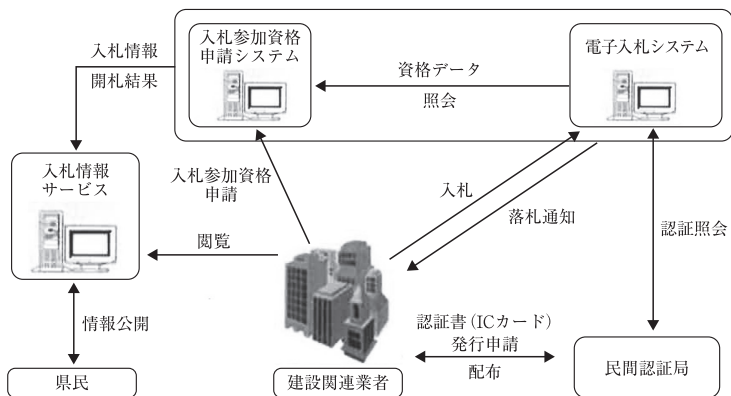 入札情報
開札結果
入札参加資格
申請システム
資格データ
照会
電子入札システム
入札情報
サービス
入札参加資格
申請
入札
落札通知
認証照会
閲覧
情報公開
認証書(ICカード)
発行申請
配布
県民
建設関連業者
民間認証局